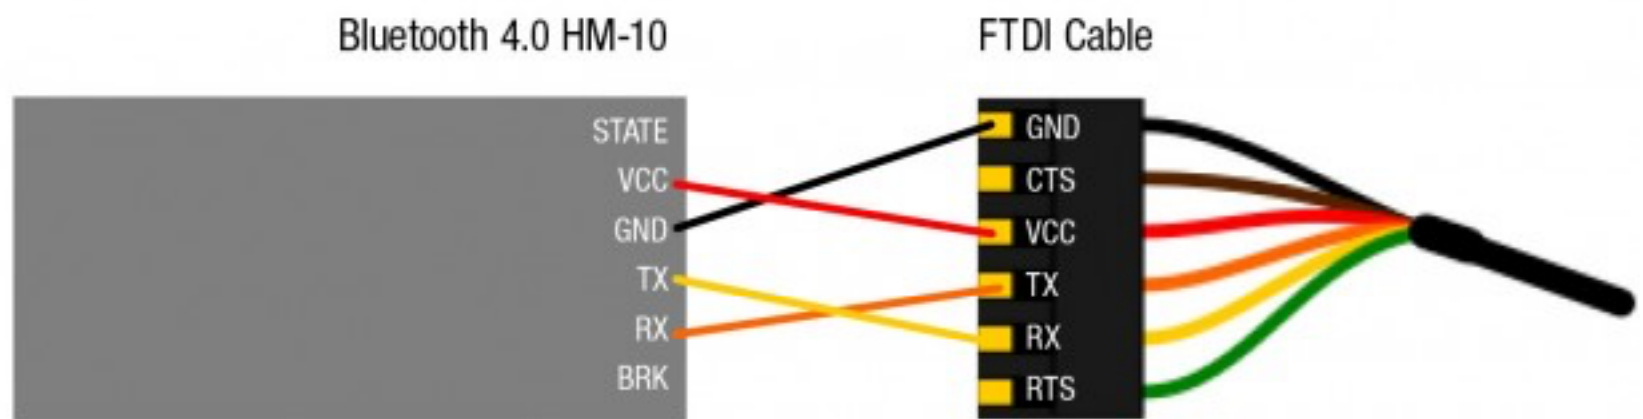 Bluetooth 4.0 HM-10
FTDI Cable
STATE
VCC
GND
TX
RX
BRK
GND
CTS
VCC
TX
RX
RTS